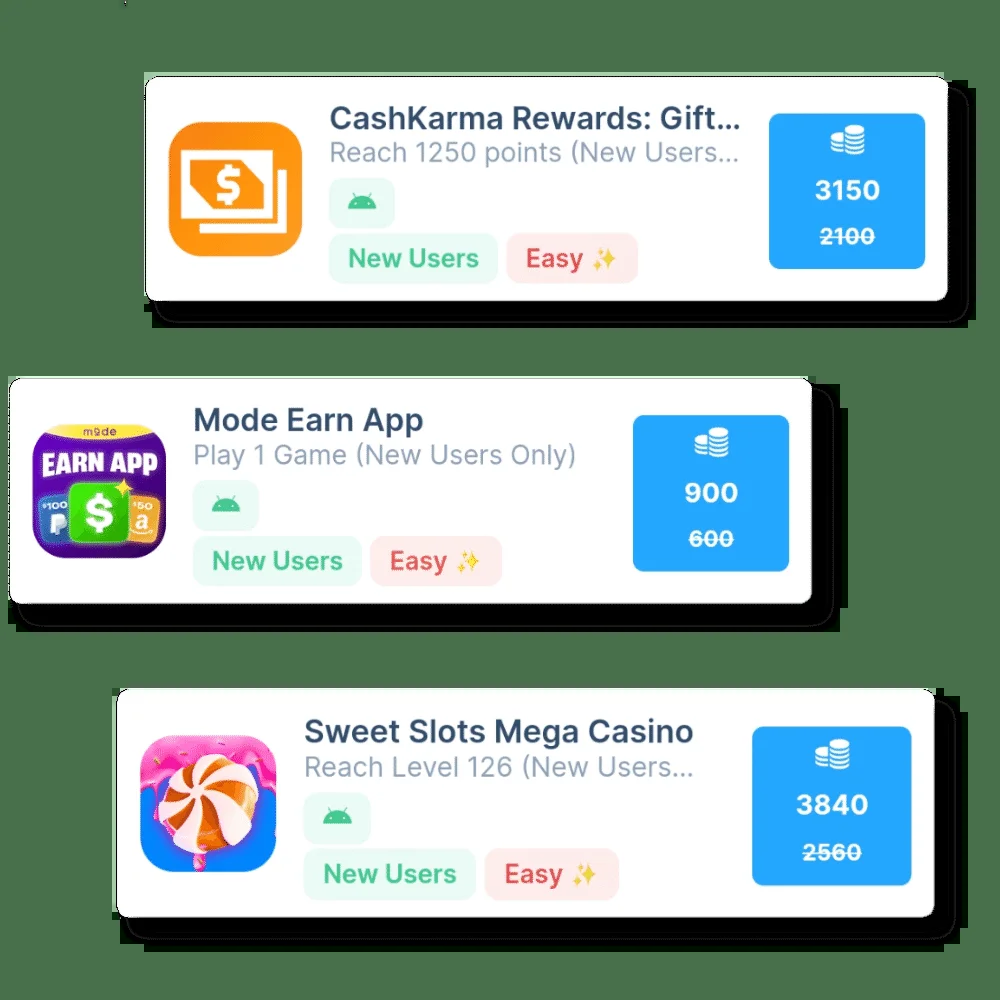 CashKarma Rewards: Gift...
Reach 1250 points (New Users...
New Users
Easy ✨
3150
2100
mode
EARN APP
$100
$50
P
$
a
Mode Earn App
Play 1 Game (New Users Only)
New Users
Easy ✨
900
600
Sweet Slots Mega Casino
Reach Level 126 (New Users...
New Users
Easy ✨
3840
2560